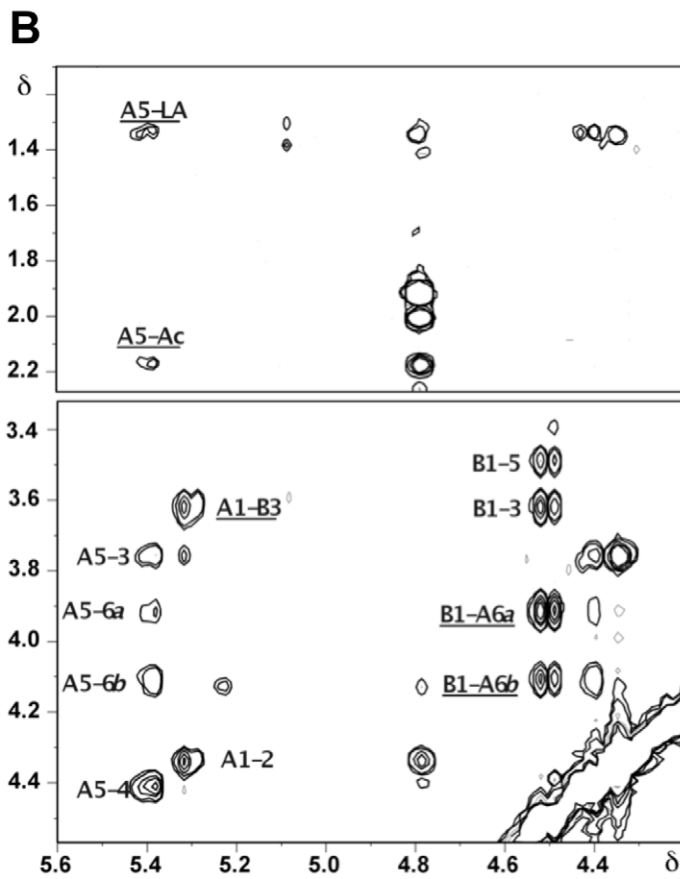 B
δ
A5–LA
1.4
1.6
1.8
2.0
A5–Ac
2.2
3.4
B1–5
3.6
A1–B3
B1–3
A5–3
3.8
A5–6a
B1–A6a
4.0
A5–6b
B1–A6b
4.2
A1–2
A5–4
4.4
5.6 5.4 5.2 5.0 4.8 4.6 4.4 δ